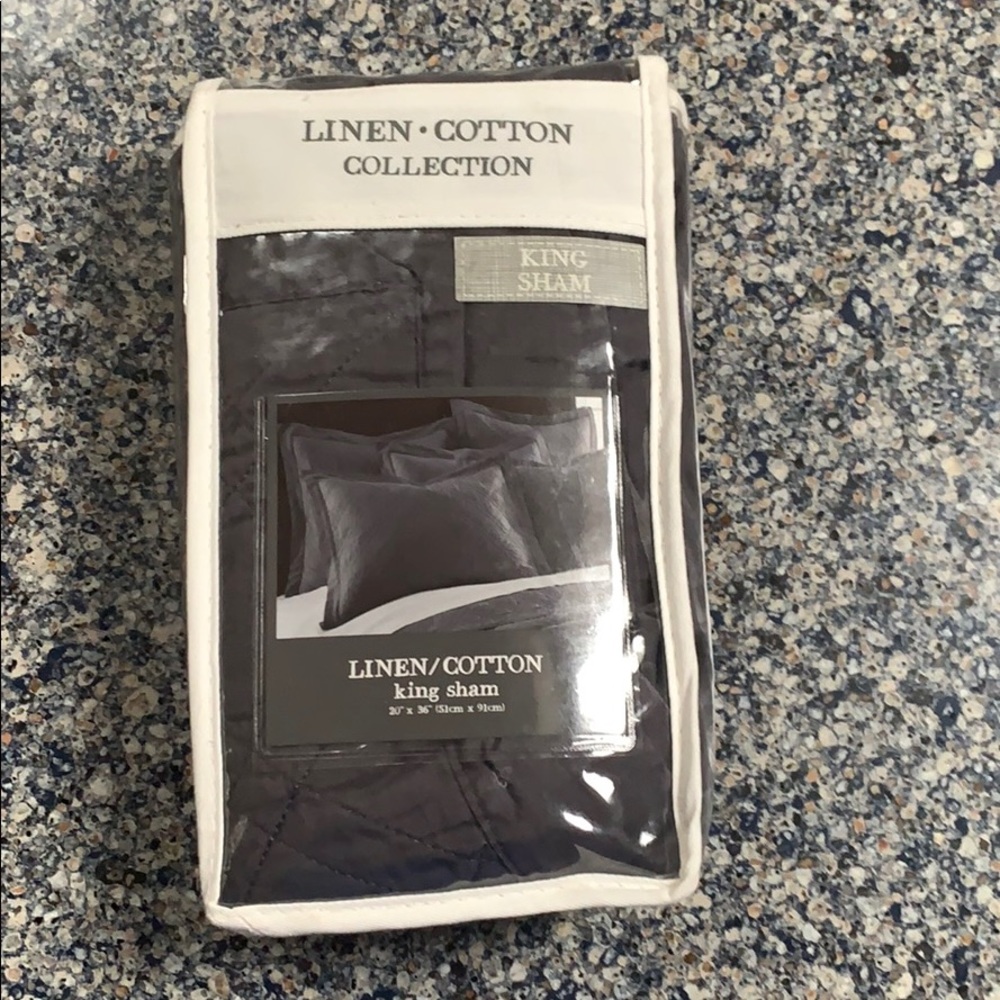 LINEN • COTTON
COLLECTION
KING
SHAM
LINEN/COTTON
king sham
20" x 36" (51cm x 91cm)